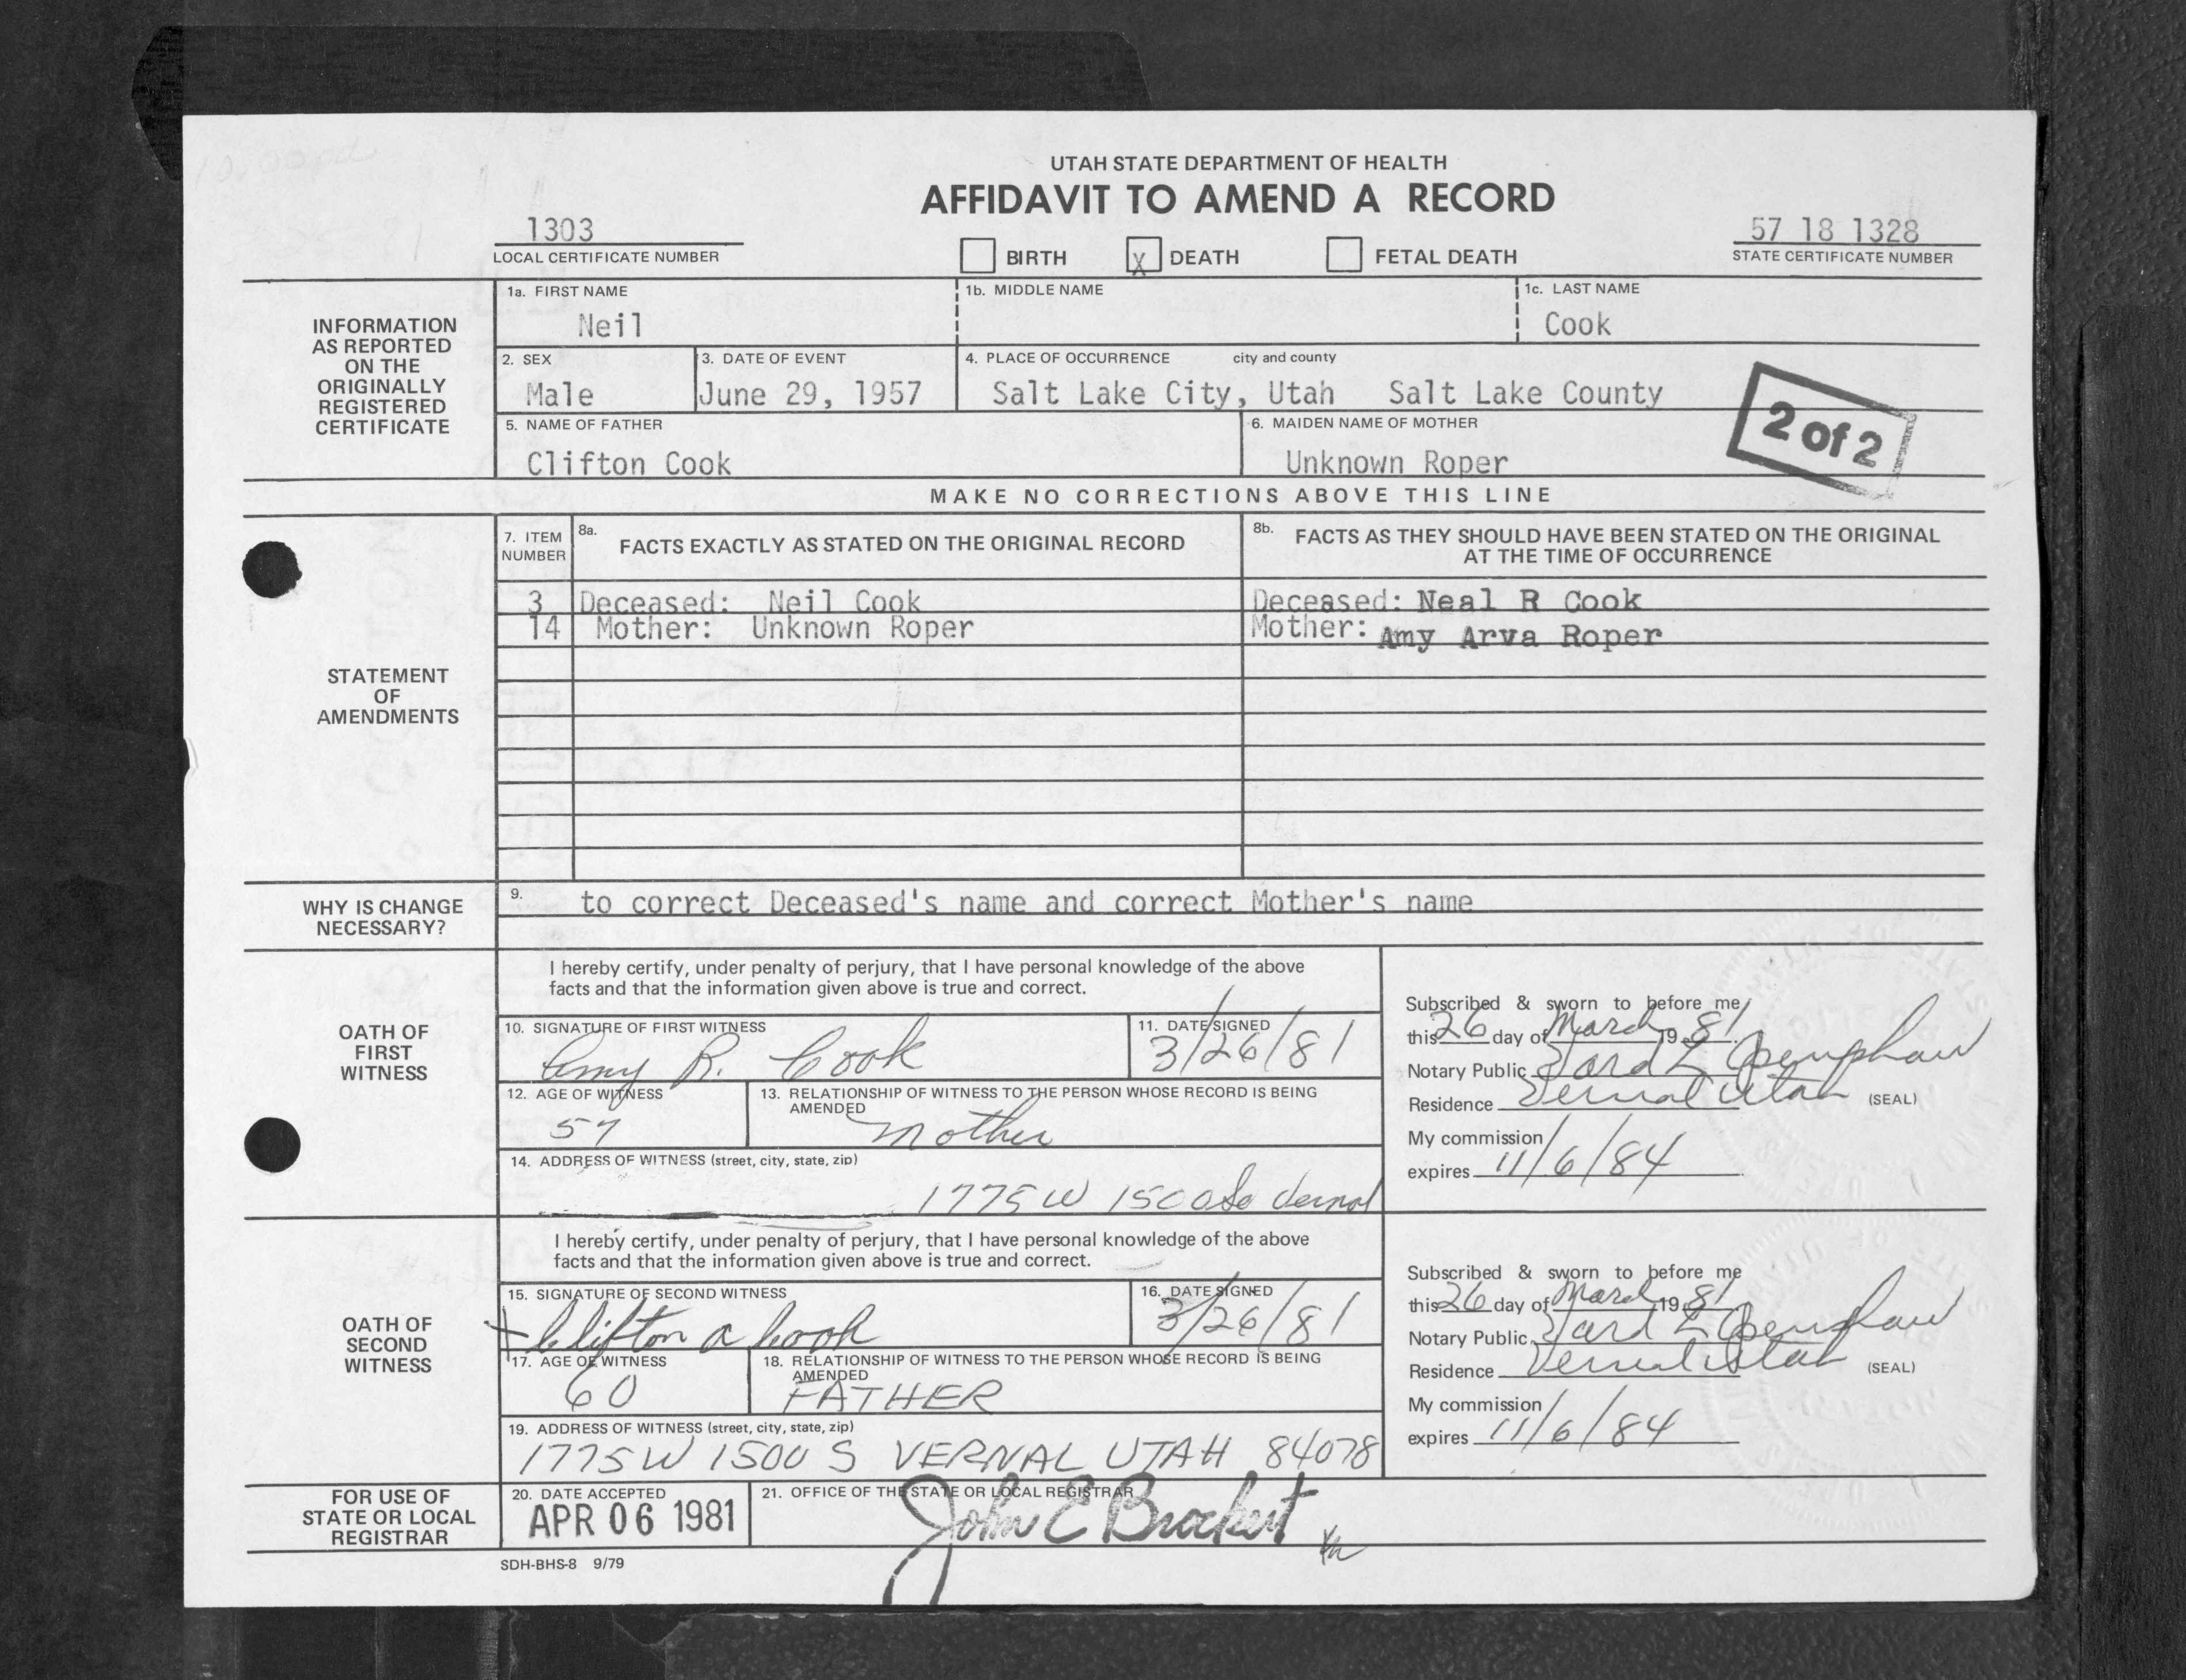 UTAH STATE DEPARTMENT OF HEALTH
AFFIDAVIT TO AMEND A RECORD
1303
LOCAL CERTIFICATE NUMBER
BIRTH X DEATH FETAL DEATH
57 18 1328
STATE CERTIFICATE NUMBER
INFORMATION
AS REPORTED
ON THE
ORIGINALLY
REGISTERED
CERTIFICATE
1a. FIRST NAME
Neil
1b. MIDDLE NAME
1c. LAST NAME
Cook
2. SEX
Male
3. DATE OF EVENT
June 29, 1957
4. PLACE OF OCCURRENCE city and county
Salt Lake City, Utah Salt Lake County
5. NAME OF FATHER
Clifton Cook
6. MAIDEN NAME OF MOTHER
Unknown Roper
2 of 2
MAKE NO CORRECTIONS ABOVE THIS LINE
STATEMENT
OF
AMENDMENTS
7. ITEM
NUMBER
8a. FACTS EXACTLY AS STATED ON THE ORIGINAL RECORD
8b. FACTS AS THEY SHOULD HAVE BEEN STATED ON THE ORIGINAL
AT THE TIME OF OCCURRENCE
3 Deceased: Neil Cook Deceased: Neal R Cook
14 Mother: Unknown Roper Mother: Amy Arva Roper
WHY IS CHANGE
NECESSARY?
9. to correct Deceased's name and correct Mother's name
OATH OF
FIRST
WITNESS
I hereby certify, under penalty of perjury, that I have personal knowledge of the above
facts and that the information given above is true and correct.
10. SIGNATURE OF FIRST WITNESS
Amy R. Cook
11. DATE SIGNED
3/26/81
12. AGE OF WITNESS
57
13. RELATIONSHIP OF WITNESS TO THE PERSON WHOSE RECORD IS BEING
AMENDED
Mother
14. ADDRESS OF WITNESS (street, city, state, zip)
1775 W 1500 So Vernal
Subscribed & sworn to before me
this 26 day of March 19 81
Notary Public L Openshaw
Residence Vernal Utah (SEAL)
My commission
expires 11/6/84
OATH OF
SECOND
WITNESS
I hereby certify, under penalty of perjury, that I have personal knowledge of the above
facts and that the information given above is true and correct.
15. SIGNATURE OF SECOND WITNESS
Clifton a Cook
16. DATE SIGNED
3/26/81
17. AGE OF WITNESS
60
18. RELATIONSHIP OF WITNESS TO THE PERSON WHOSE RECORD IS BEING
AMENDED
FATHER
19. ADDRESS OF WITNESS (street, city, state, zip)
1775 W 1500 S VERNAL UTAH 84078
Subscribed & sworn to before me
this 26 day of March 19 81
Notary Public L Openshaw
Residence Vernal Utah (SEAL)
My commission
expires 11/6/84
FOR USE OF
STATE OR LOCAL
REGISTRAR
20. DATE ACCEPTED
APR 06 1981
21. OFFICE OF THE STATE OR LOCAL REGISTRAR
John E Brockert
SDH-BHS-8 9/79